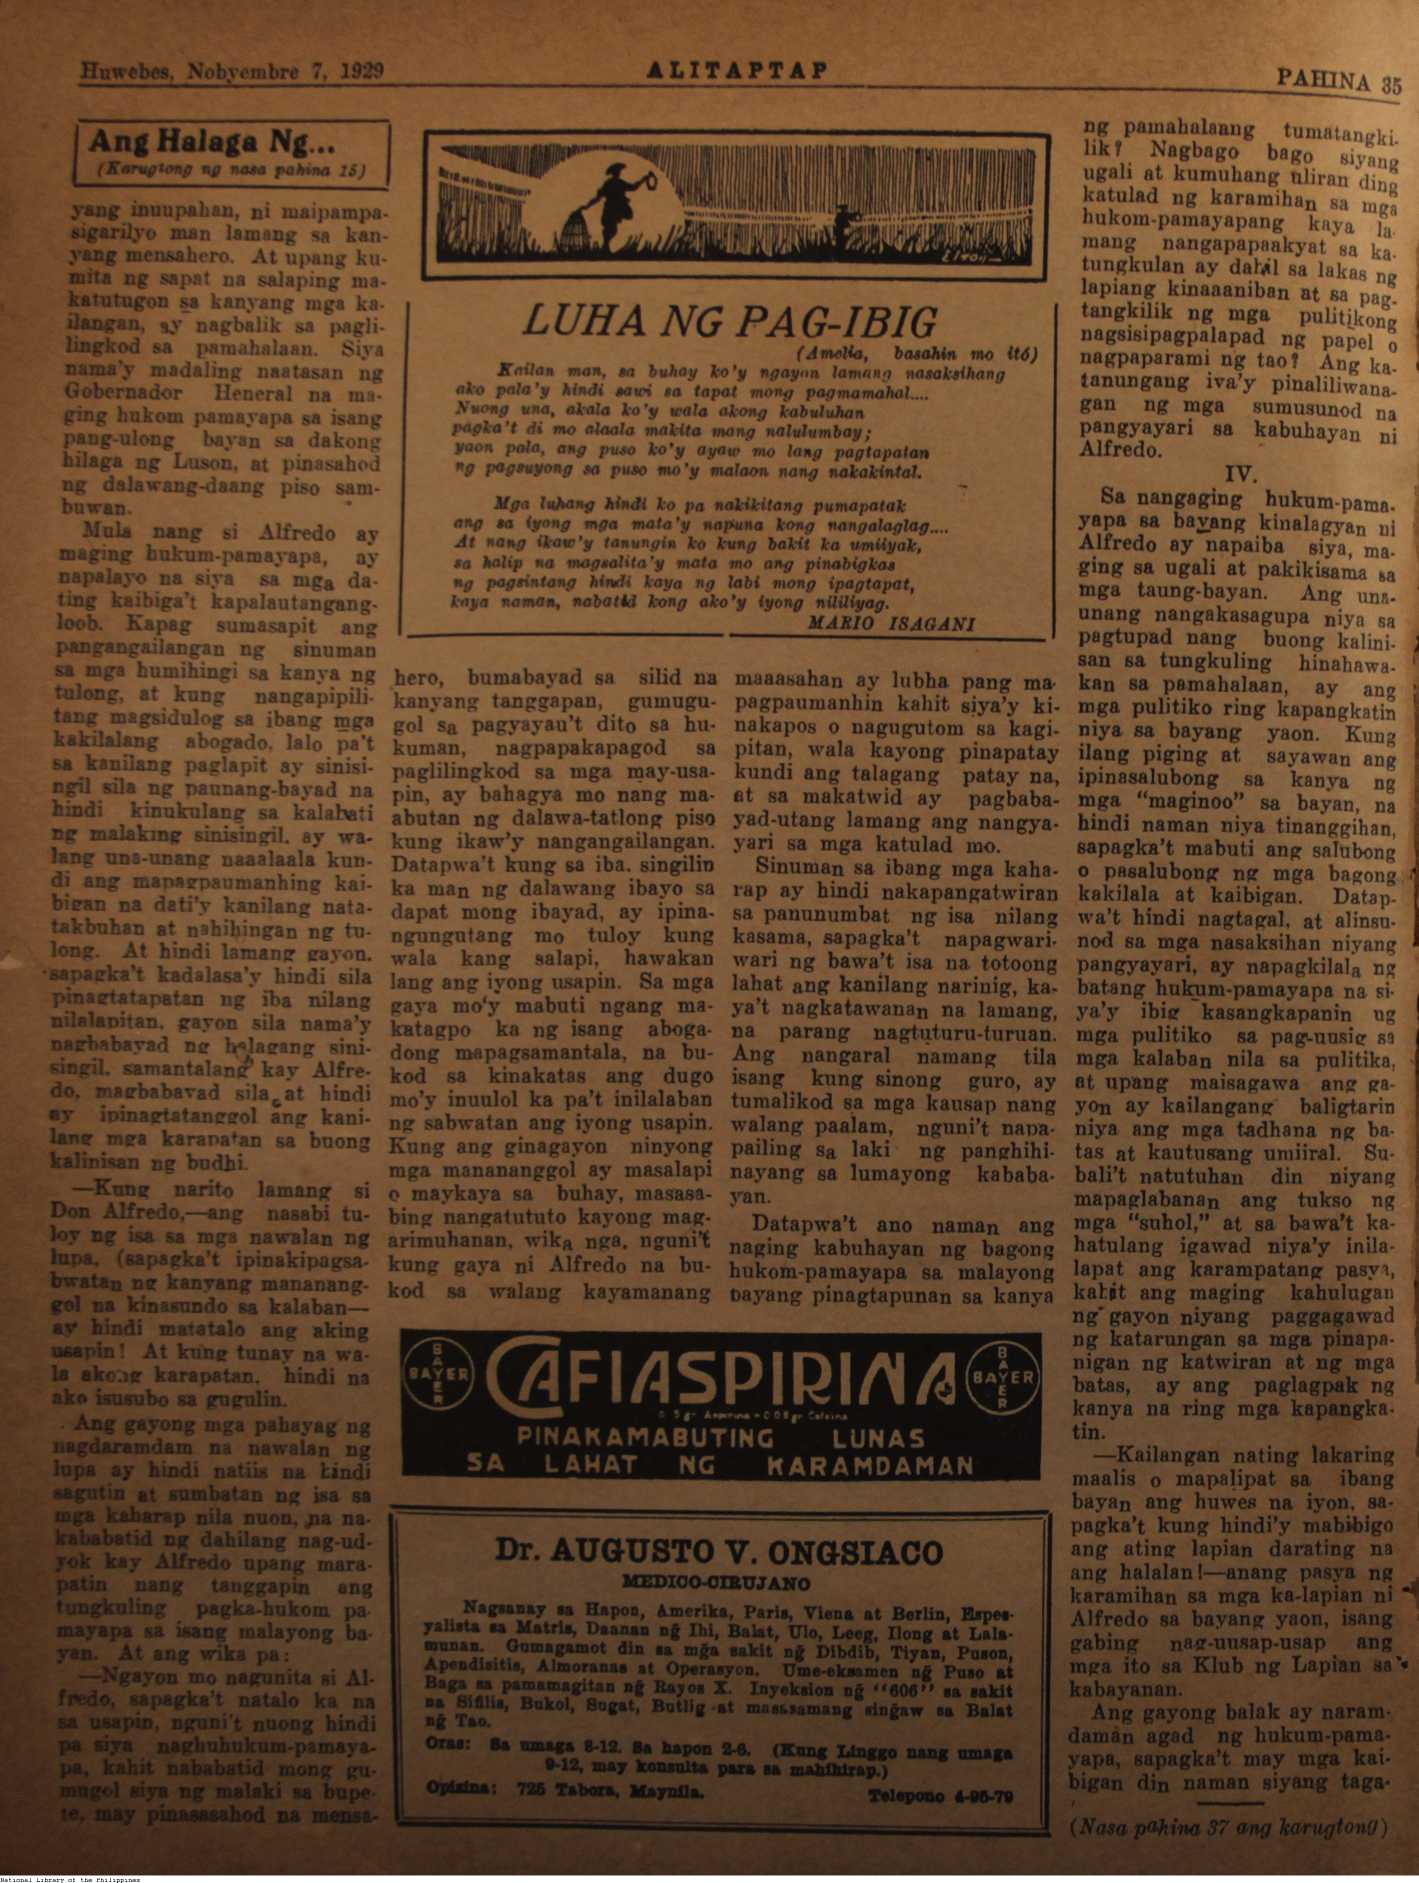 Huwebes, Nobyembre 7, 1929
ALITAPTAP
PAHINA 35
Ang Halaga Ng...
(Karugtong ng nasa pahina 15)
yang inuupahan, ni maipampa-
sigarilyo man lamang sa kan-
yang mensahero. At upang ku-
mita ng sapat na salaping ma-
katutugon sa kanyang mga ka-
ilangan, ay nagbalik sa pagli-
lingkod sa pamahalaan. Siya
nama'y madaling naatasan ng
Gobernador Heneral na ma-
ging hukom pamayapa sa isang
pang-ulong bayan sa dakong
hilaga ng Luson, at pinasahod
ng dalawang-daang piso sam-
buwan.
Mula nang si Alfredo ay
maging hukum-pamayapa, ay
napalayo na siya sa mga da-
ting kaibiga't kapalautangang-
loob. Kapag sumasapit ang
pangangailangan ng sinuman
sa mga humihingi sa kanya ng
tulong, at kung nangapipili-
tang magsidulog sa ibang mga
kakilalang abogado, lalo pa't
sa kanilang paglapit ay sinisi-
ngil sila ng paunang-bayad na
hindi kinukulang sa kalahati
ng malaking sinisingil, ay wa-
lang una-unang naaalaala kun-
di ang mapagpaumanhing kai-
bigan na dati'y kanilang nata-
takbuhan at nahihingan ng tu-
long. At hindi lamang gayon,
sapagka't kadalasa'y hindi sila
pinagtatapatan ng iba nilang
nilalapitan, gayon sila nama'y
nagbabayad ng halagang sini-
singil, samantalang kay Alfre-
do, magbabayad sila at hindi
ay ipinagtatanggol ang kani-
lang mga karapatan sa buong
kalinisan ng budhi.
—Kung narito lamang si
Don Alfredo,—ang nasabi tu-
loy ng isa sa mga nawalan ng
lupa, (sapagka't ipinakipagsa-
bwatan ng kanyang mananang-
gol na kinasundo sa kalaban—
ay hindi matatalo ang aking
usapin! At kung tunay na wa-
la akong karapatan, hindi na
ako isusubo sa gugulin.
Ang gayong mga pahayag ng
nagdaramdam na nawalan ng
lupa ay hindi natiis na hindi
sagutin at sumbatan ng isa sa
mga kaharap nila nuon, na na-
kababatid ng dahilang nag-ud-
yok kay Alfredo upang mara-
patin nang tanggapin ang
tungkuling pagka-hukom pa-
mayapa sa isang malayong ba-
yan. At ang wika pa:
—Ngayon mo nagunita si Al-
fredo, sapagka't natalo ka na
sa usapin, nguni't nuong hindi
pa siya naghuhukum-pamaya-
pa, kahit nababatid mong gu-
mugol siya ng malaki sa bupe-
te, may pinasasahod na mensa-
LUHA NG PAG-IBIG
(Amelia, basahin mo itó)
Kailan man, sa buhay ko'y ngayon lamang nasaksihang
ako pala'y hindi sawi sa tapat mong pagmamahal....
Nuong una, akala ko'y wala akong kabuluhan
pagka't di mo alaala makita mang nalulumbay;
yaon pala, ang puso ko'y ayaw mo lang pagtapatan
ng pagsuyong sa puso mo'y malaon nang nakakintal.
Mga luhang hindi ko pa nakikitang pumapatak
ang sa iyong mga mata'y napuna kong nangalaglag....
At nang ikaw'y tanungin ko kung bakit ka umiiyak,
sa halip na magsalita'y mata mo ang pinabigkas
ng pagsintang hindi kaya ng labi mong ipagtapat,
kaya naman, nabatid kong ako'y iyong nililiyag.
MARIO ISAGANI
hero, bumabayad sa silid na
kanyang tanggapan, gumugu-
gol sa pagyayau't dito sa hu-
kuman, nagpapakapagod sa
paglilingkod sa mga may-usa-
pin, ay bahagya mo nang ma-
abutan ng dalawa-tatlong piso
kung ikaw'y nangangailangan.
Datapwa't kung sa iba, singilin
ka man ng dalawang ibayo sa
dapat mong ibayad, ay ipina-
ngungutang mo tuloy kung
wala kang salapi, hawakan
lang ang iyong usapin. Sa mga
gaya mo'y mabuti ngang ma-
katagpo ka ng isang aboga-
dong mapagsamantala, na bu-
kod sa kinakatas ang dugo
mo'y inuulol ka pa't inilalaban
ng sabwatan ang iyong usapin.
Kung ang ginagayon ninyong
mga manananggol ay masalapi
o maykaya sa buhay, masasa-
bing nangatututo kayong mag-
arimuhanan, wika nga, nguni't
kung gaya ni Alfredo na bu-
kod sa walang kayamanang
maaasahan ay lubha pang ma-
pagpaumanhin kahit siya'y ki-
nakapos o nagugutom sa kagi-
pitan, wala kayong pinapatay
kundi ang talagang patay na,
at sa makatwid ay pagbaba-
yad-utang lamang ang nangya-
yari sa mga katulad mo.
Sinuman sa ibang mga kaha-
rap ay hindi nakapangatwiran
sa panunumbat ng isa nilang
kasama, sapagka't napagwari-
wari ng bawa't isa na totoong
lahat ang kanilang narinig, ka-
ya't nagkatawanan na lamang,
na parang nagtuturu-turuan.
Ang nangaral namang tila
isang kung sinong guro, ay
tumalikod sa mga kausap nang
walang paalam, nguni't napa-
pailing sa laki ng panghihi-
nayang sa lumayong kababa-
yan.
Datapwa't ano naman ang
naging kabuhayan ng bagong
hukom-pamayapa sa malayong
bayang pinagtapunan sa kanya
BAYER
CAFIASPIRINA
BAYER
PINAKAMABUTING LUNAS
SA LAHAT NG KARAMDAMAN
Dr. AUGUSTO V. ONGSIACO
MEDICO-CIRUJANO
Nagsanay sa Hapon, Amerika, Paris, Viena at Berlin, Espes-
yalista sa Matris, Daanan ng̃ Ihi, Balat, Ulo, Leeg, Ilong at Lala-
munan. Gumagamot din sa mg̃a sakit ng̃ Dibdib, Tiyan, Puson,
Apendisitis, Almoranas at Operasyon. Ume-eksamen ng̃ Puso at
Baga sa pamamagitan ng̃ Rayos X. Inyeksion ng̃ "606" sa sakit
na Sifilis, Bukol, Sugat, Butlig at masasamang sing̃aw sa Balat
ng̃ Tao.
Oras: Sa umaga 8-12. Sa hapon 2-6. (Kung Linggo nang umaga
9-12, may konsulta para sa mahihirap.)
Opisina: 725 Tabora, Maynila. Telepono 4-95-79
ng pamahalaang tumatangki-
lik? Nagbago bago siyang
ugali at kumuhang uliran ding
katulad ng karamihan sa mga
hukom-pamayapang kaya la-
mang nangapapaakyat sa ka-
tungkulan ay dahil sa lakas ng
lapiang kinaaaniban at sa pag-
tangkilik ng mga pulitikong
nagsisipagpalapad ng papel o
nagpaparami ng tao? Ang ka-
tanungang iya'y pinaliliwana-
gan ng mga sumusunod na
pangyayari sa kabuhayan ni
Alfredo.
IV.
Sa nangaging hukum-pama-
yapa sa bayang kinalagyan ni
Alfredo ay napaiba siya, ma-
ging sa ugali at pakikisama sa
mga taung-bayan. Ang una-
unang nangakasagupa niya sa
pagtupad nang buong kalini-
san sa tungkuling hinahawa-
kan sa pamahalaan, ay ang
mga pulitiko ring kapangkatin
niya sa bayang yaon. Kung
ilang piging at sayawan ang
ipinasalubong sa kanya ng
mga "maginoo" sa bayan, na
hindi naman niya tinanggihan,
sapagka't mabuti ang salubong
o pasalubong ng mga bagong
kakilala at kaibigan. Datap-
wa't hindi nagtagal, at alinsu-
nod sa mga nasaksihan niyang
pangyayari, ay napagkilala ng
batang hukum-pamayapa na si-
ya'y ibig kasangkapanin ng
mga pulitiko sa pag-uusig sa
mga kalaban nila sa pulitika,
at upang maisagawa ang ga-
yon ay kailangang baligtarin
niya ang mga tadhana ng ba-
tas at kautusang umiiral. Su-
bali't natutuhan din niyang
mapaglabanan ang tukso ng
mga "suhol," at sa bawa't ka-
hatulang igawad niya'y inila-
lapat ang karampatang pasya,
kahit ang maging kahulugan
ng gayon niyang paggagawad
ng katarungan sa mga pinapa-
nigan ng katwiran at ng mga
batas, ay ang paglagpak ng
kanya na ring mga kapangka-
tin.
—Kailangan nating lakaring
maalis o mapalipat sa ibang
bayan ang huwes na iyon, sa-
pagka't kung hindi'y mabibigo
ang ating lapian darating na
ang halalan!—anang pasya ng
karamihan sa mga ka-lapian ni
Alfredo sa bayang yaon, isang
gabing nag-uusap-usap ang
mga ito sa Klub ng Lapian sa
kabayanan.
Ang gayong balak ay naram-
daman agad ng hukum-pama-
yapa, sapagka't may mga kai-
bigan din naman siyang taga-
(Nasa pahina 37 ang karugtong)
National Library of the Philippines